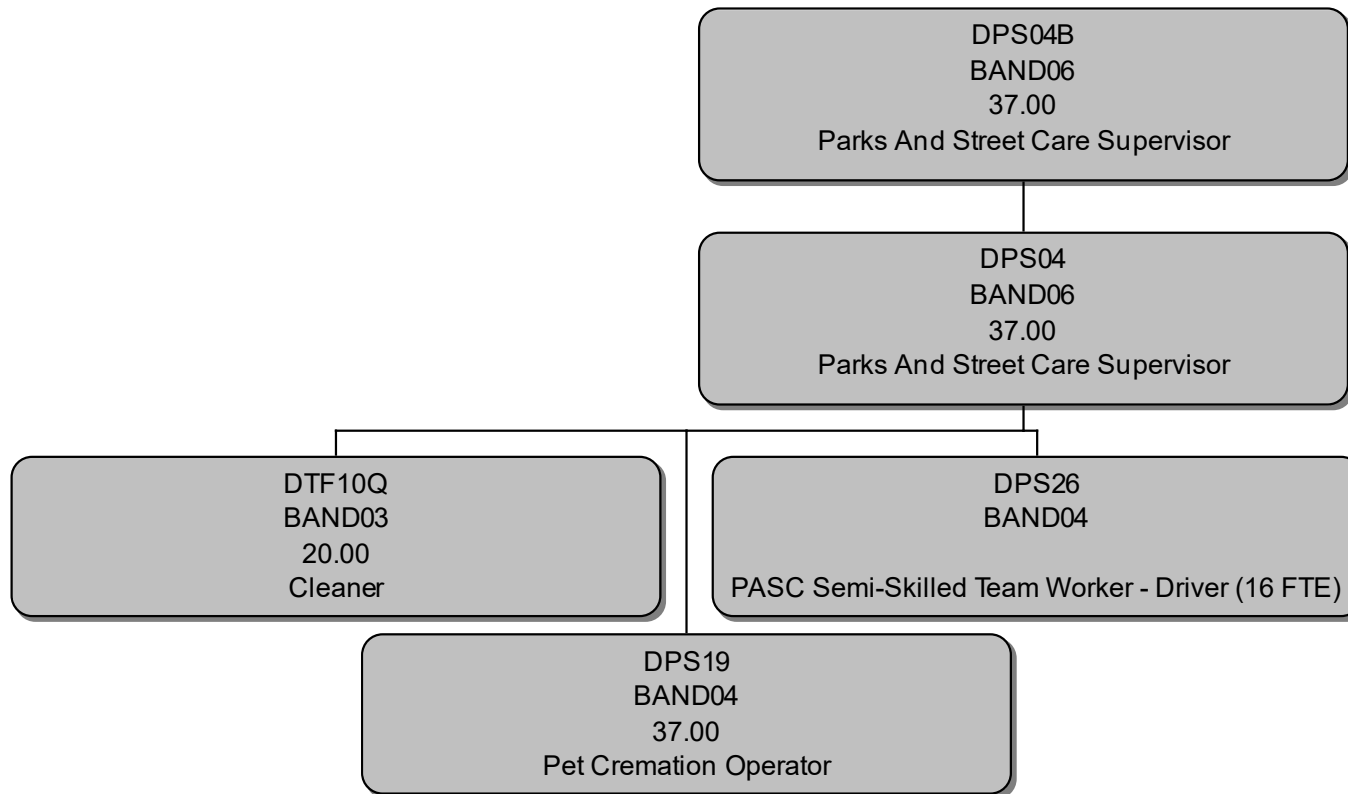 DPS04B
BAND06
37.00
Parks And Street Care Supervisor
DPS04
BAND06
37.00
Parks And Street Care Supervisor
DTF10Q
BAND03
20.00
Cleaner
DPS26
BAND04
PASC Semi-Skilled Team Worker - Driver (16 FTE)
DPS19
BAND04
37.00
Pet Cremation Operator